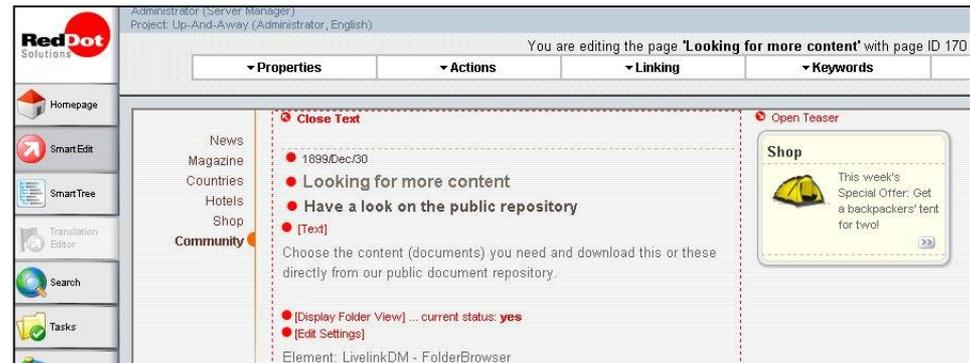 Administrator (Server Manager)
Project: Up-And-Away (Administrator, English)
RedDot
Solutions
You are editing the page 'Looking for more content' with page ID 170
Properties
Actions
Linking
Keywords
Homepage
SmartEdit
SmartTree
Translation
Editor
Search
Tasks
News
Magazine
Countries
Hotels
Shop
Community
Close Text
1899/Dec/30
Looking for more content
Have a look on the public repository
[Text]
Choose the content (documents) you need and download this or these
directly from our public document repository.
[Display Folder View] ... current status: yes
[Edit Settings]
Element: LivelinkDM - FolderBrowser
Open Teaser
Shop
This week's
Special Offer: Get
a backpackers' tent
for two!
>>